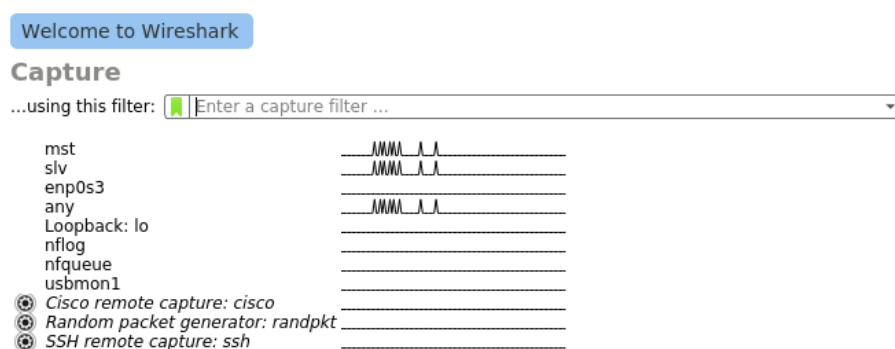 Welcome to Wireshark
Capture
...using this filter: Enter a capture filter ...
mst
slv
enp0s3
any
Loopback: lo
nflog
nfqueue
usbmon1
Cisco remote capture: cisco
Random packet generator: randpkt
SSH remote capture: ssh